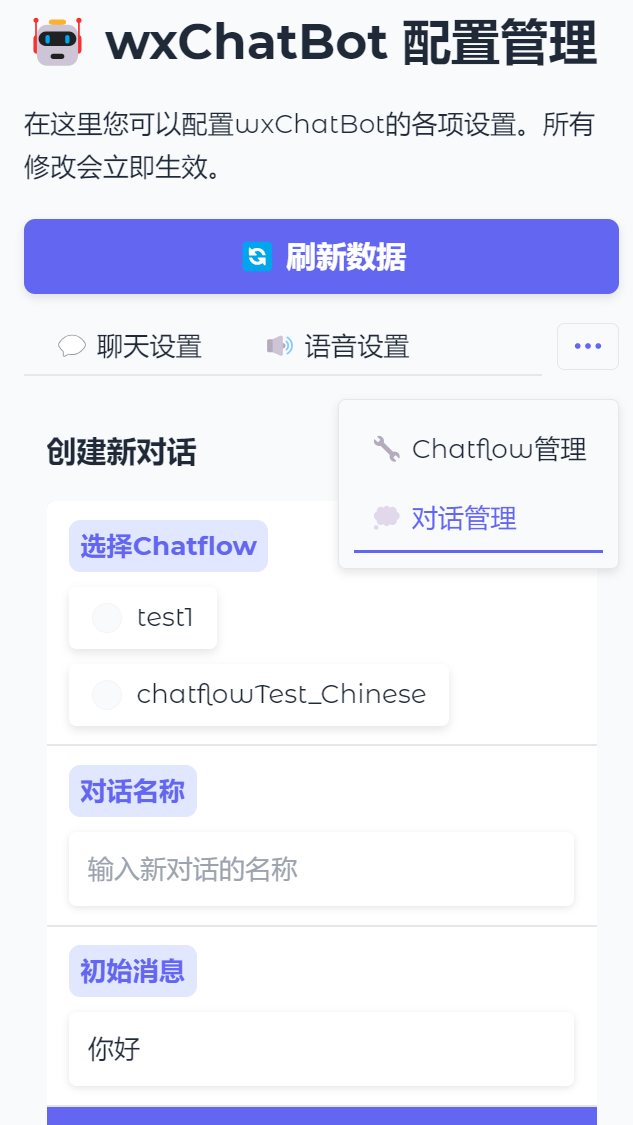 wxChatBot 配置管理
在这里您可以配置wxChatBot的各项设置。所有
修改会立即生效。
刷新数据
聊天设置
语音设置
Chatflow管理
对话管理
创建新对话
选择Chatflow
test1
chatflowTest_Chinese
对话名称
输入新对话的名称
初始消息
你好